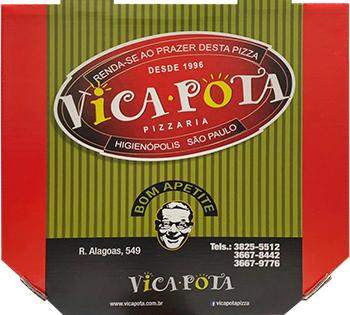 RENDA-SE AO PRAZER DESTA PIZZA
DESDE 1996
VICA·POTA
PIZZARIA
HIGIENÓPOLIS SÃO PAULO
BOM APETITE
R. Alagoas, 549
Tels.: 3825-5512
3667-8442
3667-9776
VICA·POTA
www.vicapota.com.br
vicapotapizza